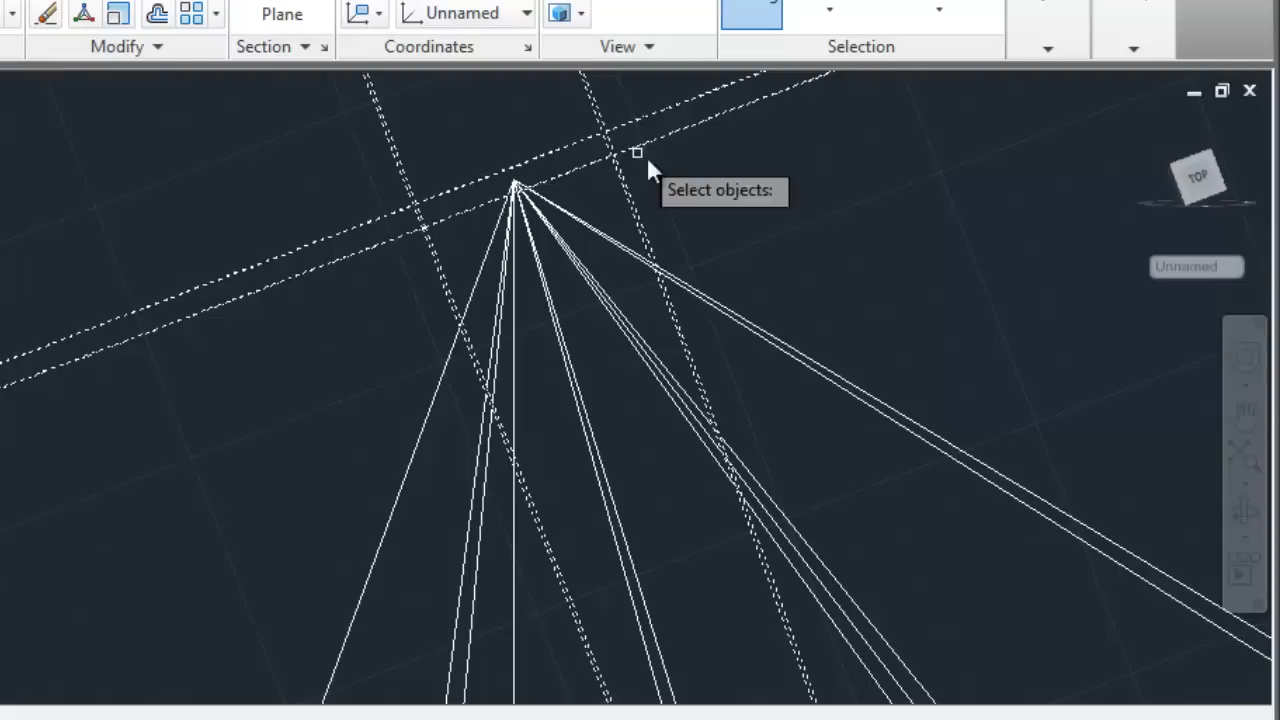 Plane
Unnamed
Modify
Section
Coordinates
View
Selection
TOP
Select objects:
Unnamed